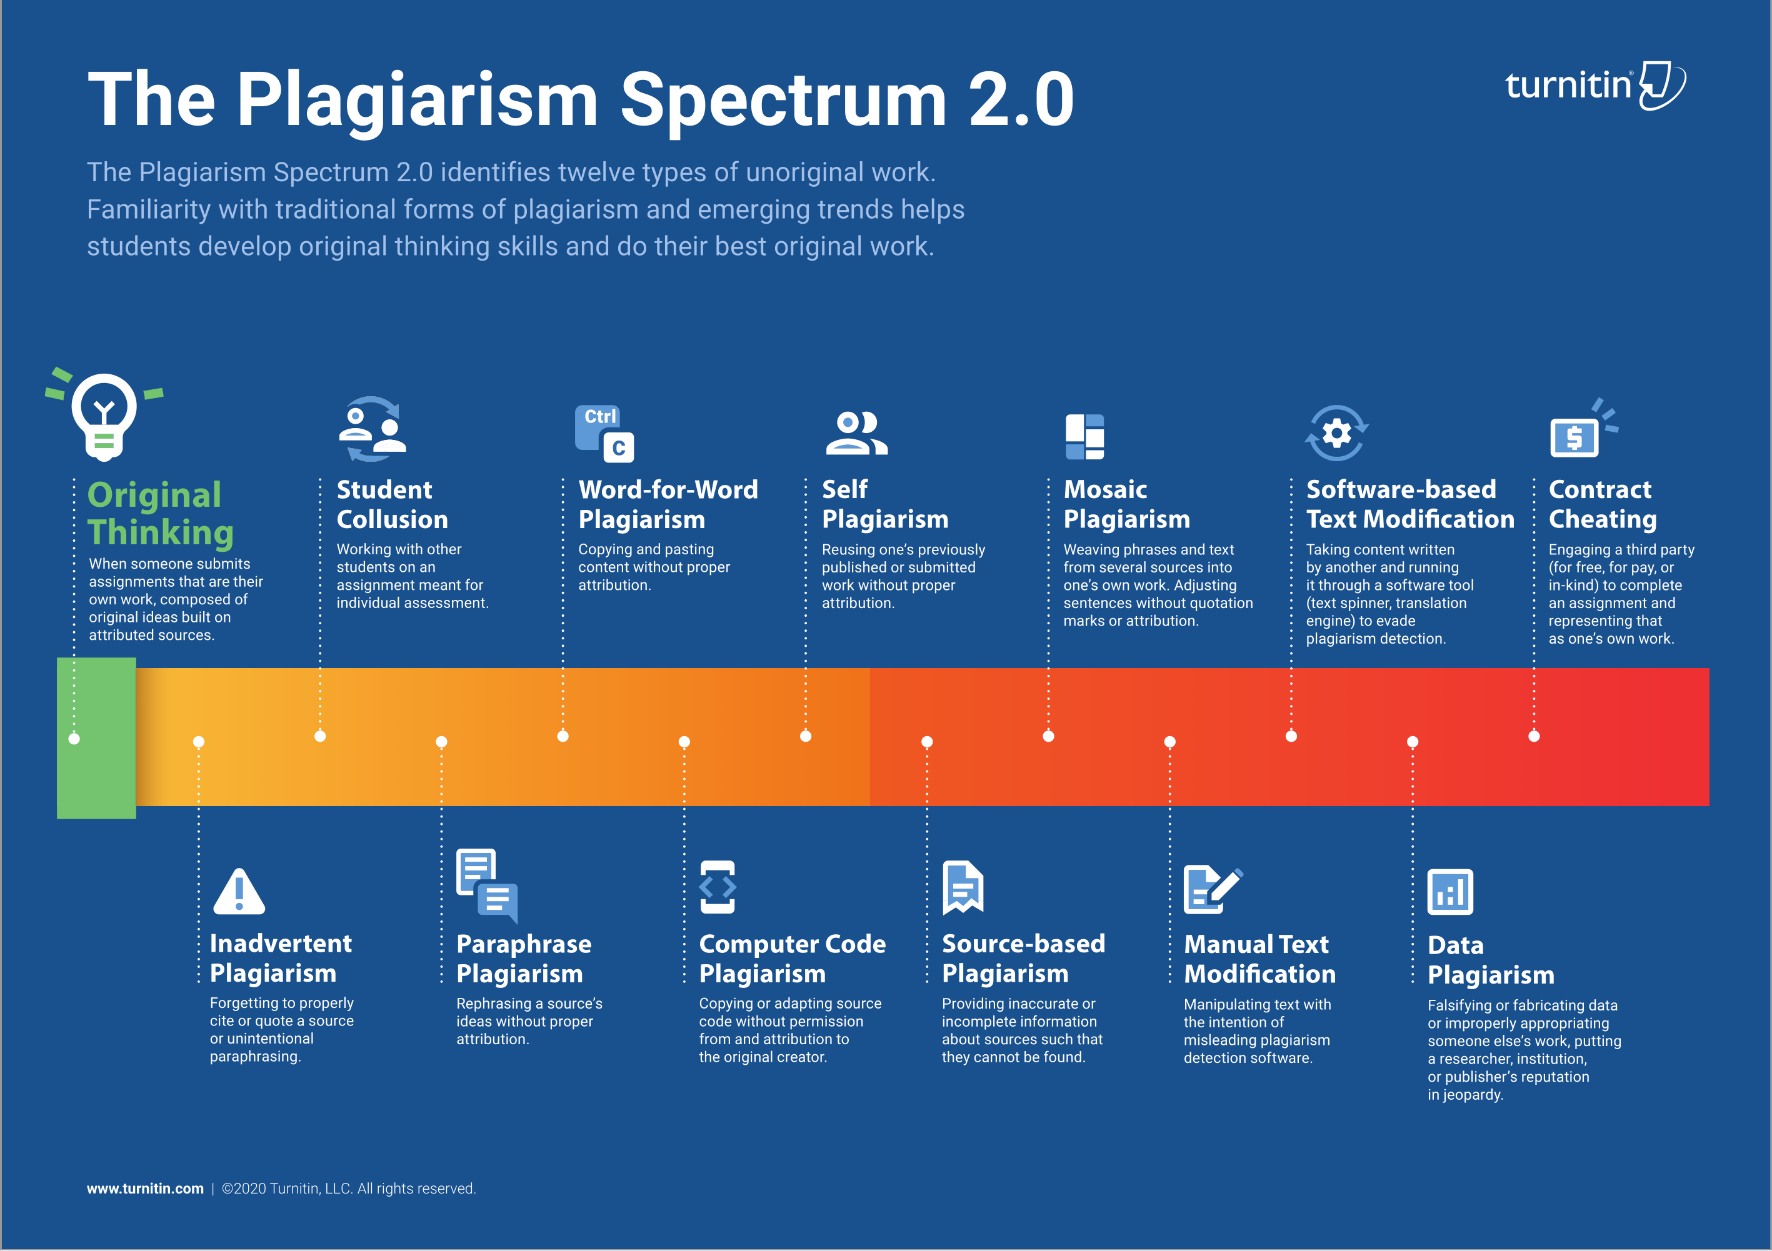 The Plagiarism Spectrum 2.0
turnitin®
The Plagiarism Spectrum 2.0 identifies twelve types of unoriginal work.
Familiarity with traditional forms of plagiarism and emerging trends helps
students develop original thinking skills and do their best original work.
Original
Thinking
When someone submits
assignments that are their
own work, composed of
original ideas built on
attributed sources.
Student
Collusion
Working with other
students on an
assignment meant for
individual assessment.
Ctrl
C
Word-for-Word
Plagiarism
Copying and pasting
content without proper
attribution.
Self
Plagiarism
Reusing one's previously
published or submitted
work without proper
attribution.
Mosaic
Plagiarism
Weaving phrases and text
from several sources into
one's own work. Adjusting
sentences without quotation
marks or attribution.
Software-based
Text Modification
Taking content written
by another and running
it through a software tool
(text spinner, translation
engine) to evade
plagiarism detection.
$
Contract
Cheating
Engaging a third party
(for free, for pay, or
in-kind) to complete
an assignment and
representing that
as one's own work.
Inadvertent
Plagiarism
Forgetting to properly
cite or quote a source
or unintentional
paraphrasing.
Paraphrase
Plagiarism
Rephrasing a source's
ideas without proper
attribution.
Computer Code
Plagiarism
Copying or adapting source
code without permission
from and attribution to
the original creator.
Source-based
Plagiarism
Providing inaccurate or
incomplete information
about sources such that
they cannot be found.
Manual Text
Modification
Manipulating text with
the intention of
misleading plagiarism
detection software.
Data
Plagiarism
Falsifying or fabricating data
or improperly appropriating
someone else's work, putting
a researcher, institution,
or publisher's reputation
in jeopardy.
www.turnitin.com | ©2020 Turnitin, LLC. All rights reserved.